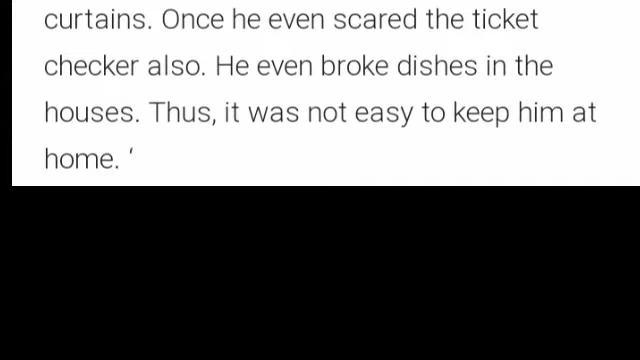 curtains. Once he even scared the ticket
checker also. He even broke dishes in the
houses. Thus, it was not easy to keep him at
home. ‘